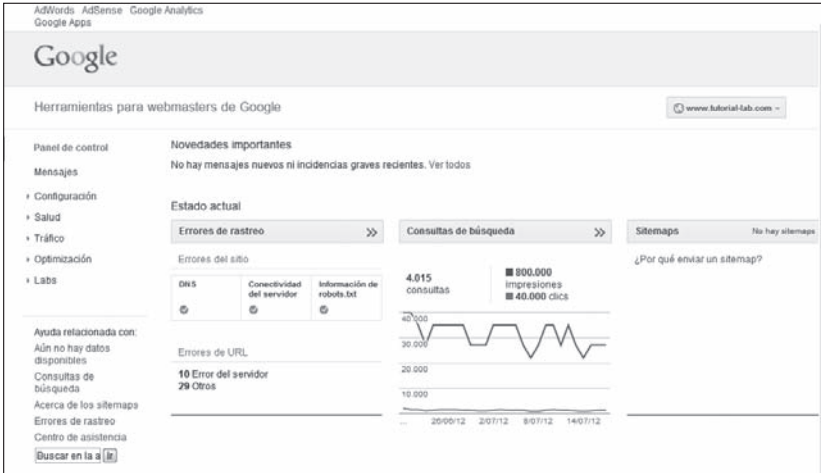 AdWords AdSense Google Analytics
Google Apps
Google
Herramientas para webmasters de Google
www.tutorial-lab.com
Panel de control
Mensajes
Configuración
Salud
Tráfico
Optimización
Labs
Ayuda relacionada con:
Aún no hay datos
disponibles
Consultas de
búsqueda
Acerca de los sitemaps
Errores de rastreo
Centro de asistencia
Buscar en la a Ir
Novedades importantes
No hay mensajes nuevos ni incidencias graves recientes. Ver todos
Estado actual
Errores de rastreo >>
Errores del sitio
DNS
Conectividad
del servidor
Información de
robots.txt
Errores de URL
10 Error del servidor
29 Otros
Consultas de búsqueda >>
4.015
consultas
800.000
impresiones
40.000 clics
40.000
30.000
20.000
10.000
... 26/06/12 2/07/12 8/07/12 14/07/12
Sitemaps No hay sitemaps
¿Por qué enviar un sitemap?